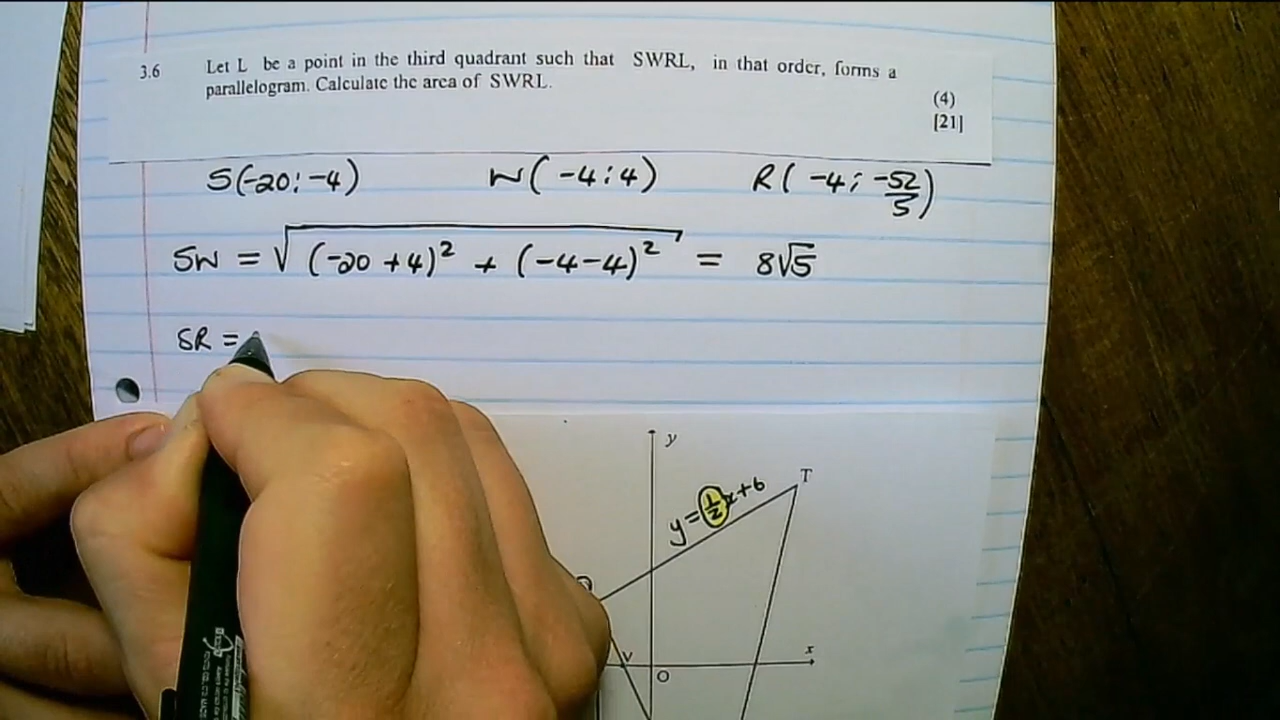 3.6 Let L be a point in the third quadrant such that SWRL, in that order, forms a
parallelogram. Calculate the area of SWRL.
(4)
[21]
S(-20;-4) W(-4;4) R(-4;-52/5)
SW = √((-20+4)² + (-4-4)²) = 8√5
SR =
y
T
y=½x+6
V
x
O